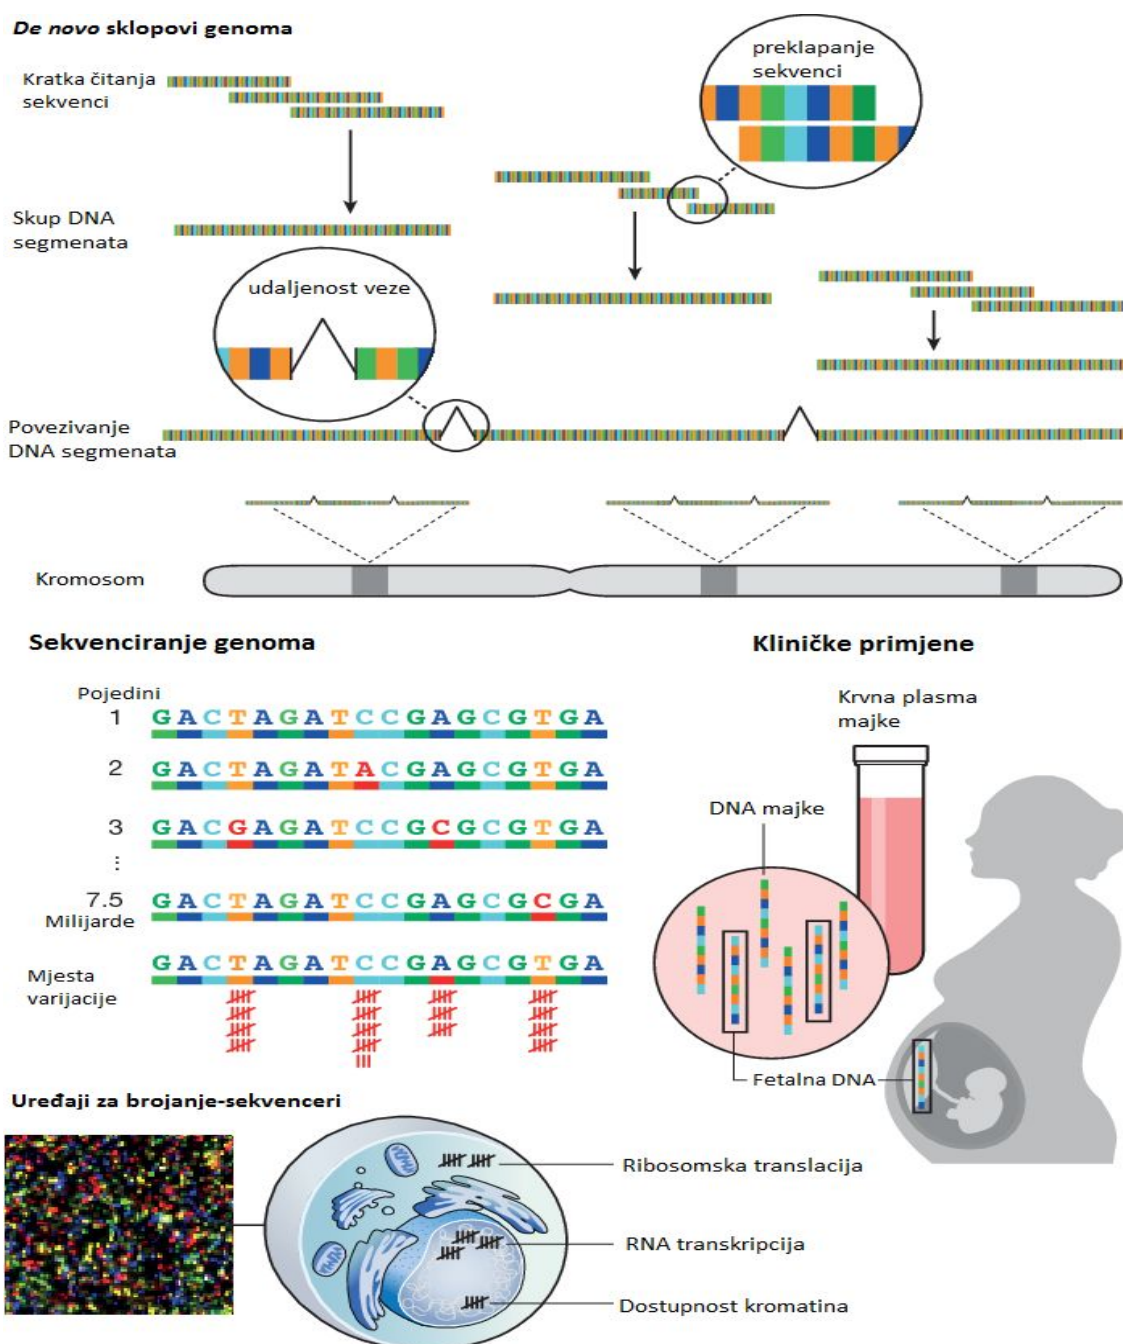 De novo sklopovi genoma
Kratka čitanja
sekvenci
preklapanje
sekvenci
Skup DNA
segmenata
udaljenost veze
Povezivanje
DNA segmenata
Kromosom
Sekvenciranje genoma
Pojedini
1 GACTAGATCCGAGCGTGA
2 GACTAGATACGAGCGTGA
3 GACGAGATCCGCGCGTGA
⋮
7.5 GACTAGATCCGAGCGCGA
Milijarde
Mjesta
varijacije
GACTAGATCCGAGCGTGA
Kliničke primjene
Krvna plasma
majke
DNA majke
Fetalna DNA
Uređaji za brojanje-sekvenceri
Ribosomska translacija
RNA transkripcija
Dostupnost kromatina